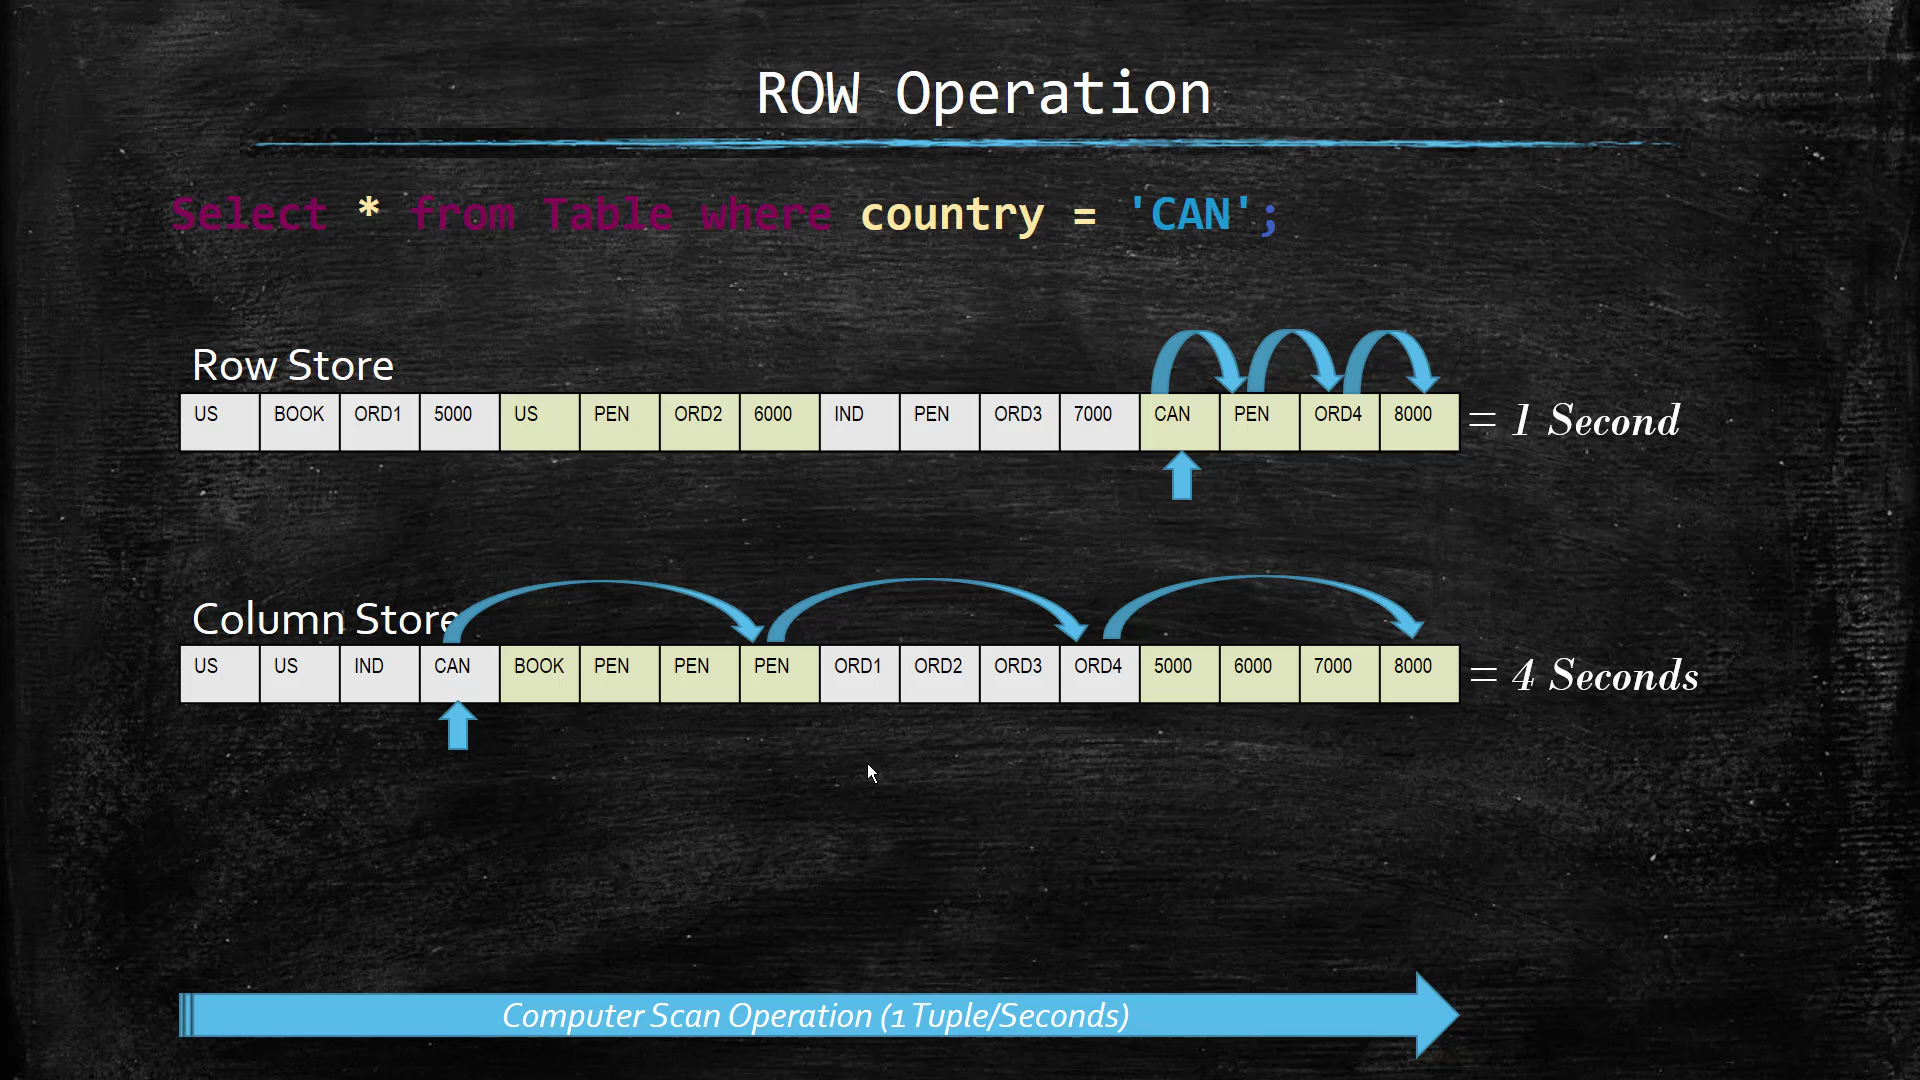 ROW Operation
Select * from Table where country = 'CAN';
Row Store
US BOOK ORD1 5000 US PEN ORD2 6000 IND PEN ORD3 7000 CAN PEN ORD4 8000 = 1 Second
Column Store
US US IND CAN BOOK PEN PEN PEN ORD1 ORD2 ORD3 ORD4 5000 6000 7000 8000 = 4 Seconds
Computer Scan Operation (1 Tuple/Seconds)